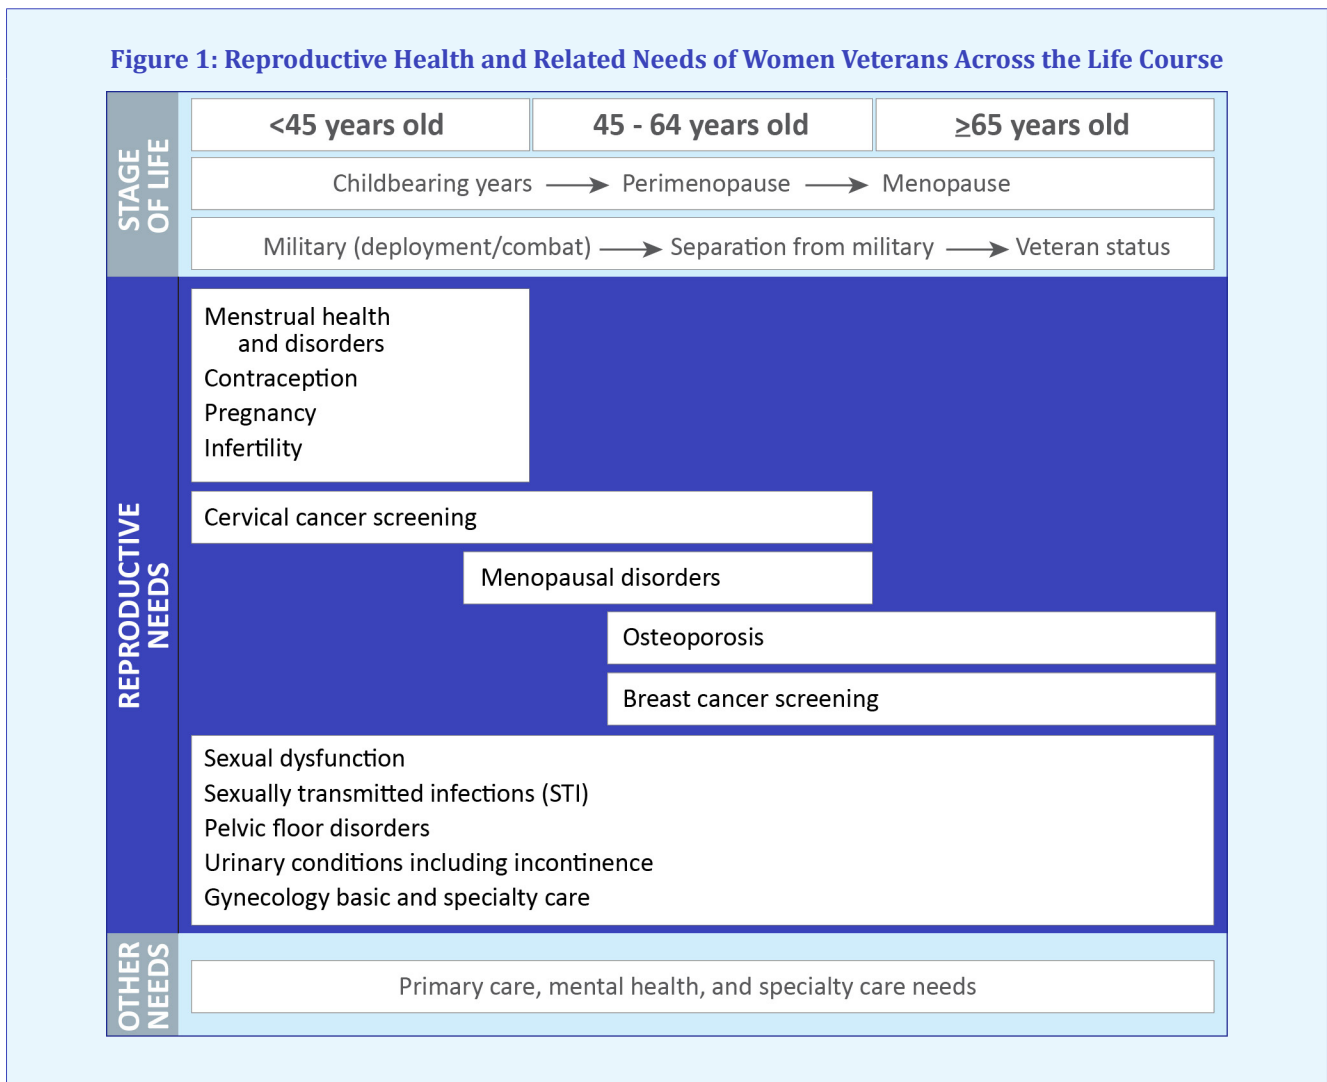 Figure 1: Reproductive Health and Related Needs of Women Veterans Across the Life Course
STAGE
OF LIFE
<45 years old
45 - 64 years old
≥65 years old
Childbearing years → Perimenopause → Menopause
Military (deployment/combat) → Separation from military → Veteran status
REPRODUCTIVE
NEEDS
Menstrual health
and disorders
Contraception
Pregnancy
Infertility
Cervical cancer screening
Menopausal disorders
Osteoporosis
Breast cancer screening
Sexual dysfunction
Sexually transmitted infections (STI)
Pelvic floor disorders
Urinary conditions including incontinence
Gynecology basic and specialty care
OTHER
NEEDS
Primary care, mental health, and specialty care needs